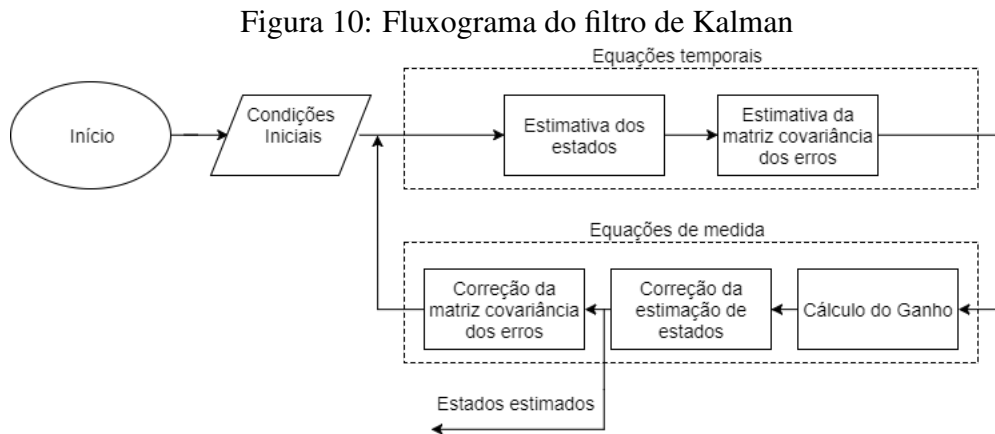 Figura 10: Fluxograma do filtro de Kalman
Equações temporais
Início
Condições
Iniciais
Estimativa dos
estados
Estimativa da
matriz covariância
dos erros
Equações de medida
Correção da
matriz covariância
dos erros
Correção da
estimação de
estados
Cálculo do Ganho
Estados estimados